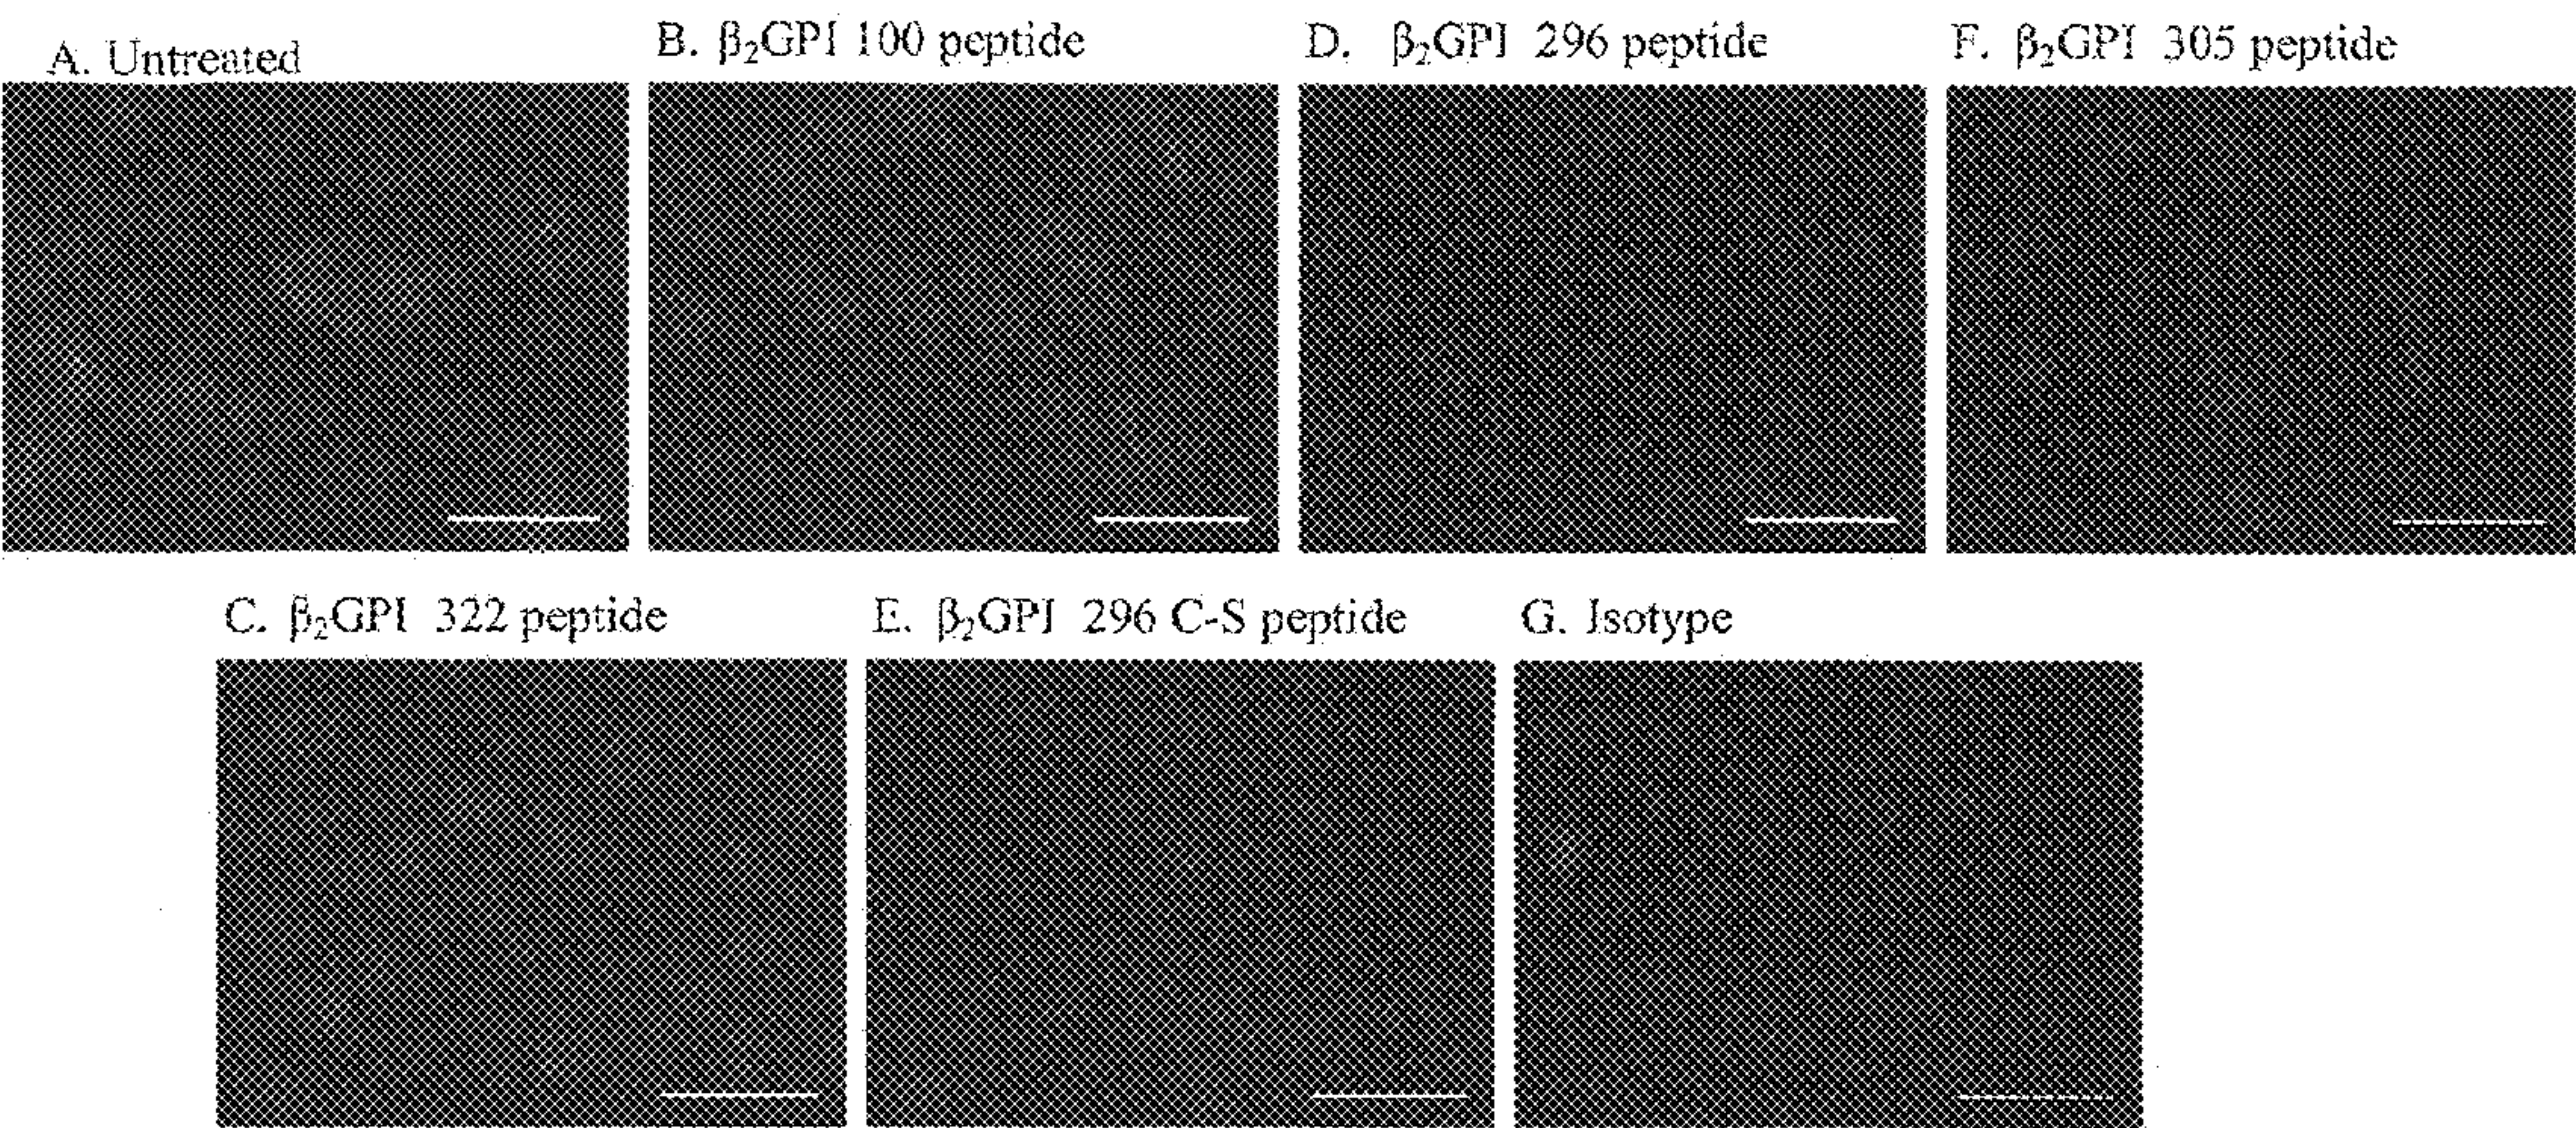 A. Untreated
B. β₂GPI 100 peptide
D. β₂GPI 296 peptide
F. β₂GPI 305 peptide
C. β₂GPI 322 peptide
E. β₂GPI 296 C-S peptide
G. Isotype